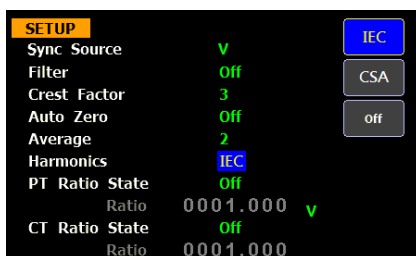 SETUP
Sync Source V
Filter Off
Crest Factor 3
Auto Zero Off
Average 2
Harmonics IEC
PT Ratio State Off
Ratio 0001.000 V
CT Ratio State Off
Ratio 0001.000
IEC
CSA
Off